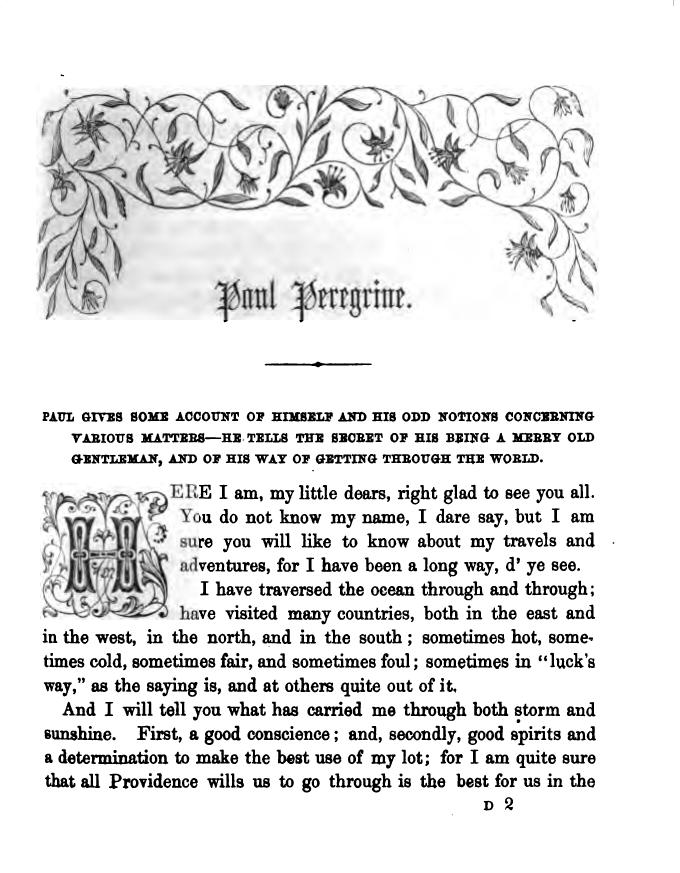 Paul Peregrine.
PAUL GIVES SOME ACCOUNT OF HIMSELF AND HIS ODD NOTIONS CONCERNING
VARIOUS MATTERS—HE TELLS THE SECRET OF HIS BEING A MERRY OLD
GENTLEMAN, AND OF HIS WAY OF GETTING THROUGH THE WORLD.
HERE I am, my little dears, right glad to see you all.
You do not know my name, I dare say, but I am
sure you will like to know about my travels and
adventures, for I have been a long way, d' ye see.
I have traversed the ocean through and through;
have visited many countries, both in the east and
in the west, in the north, and in the south; sometimes hot, some-
times cold, sometimes fair, and sometimes foul; sometimes in "luck's
way," as the saying is, and at others quite out of it.
And I will tell you what has carried me through both storm and
sunshine. First, a good conscience; and, secondly, good spirits and
a determination to make the best use of my lot; for I am quite sure
that all Providence wills us to go through is the best for us in the
D 2